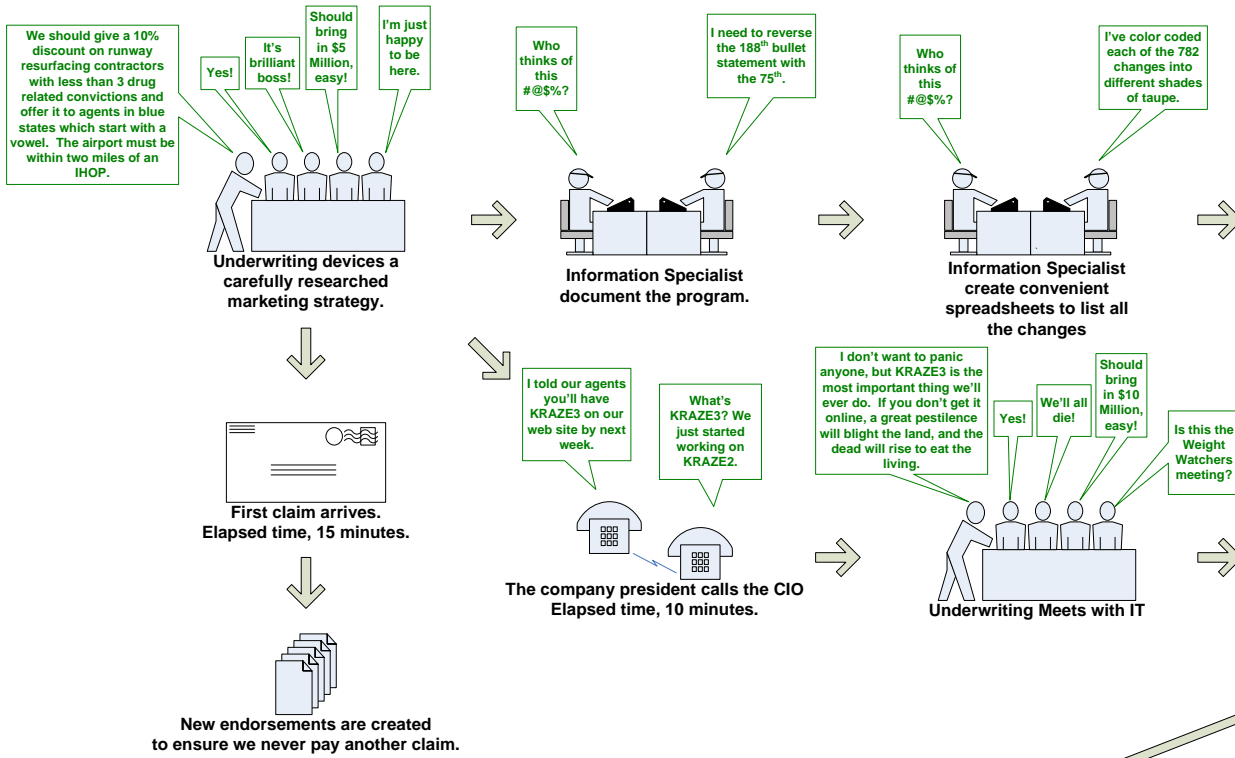 We should give a 10%
discount on runway
resurfacing contractors
with less than 3 drug
related convictions and
offer it to agents in blue
states which start with a
vowel. The airport must be
within two miles of an
IHOP.
Yes!
It's
brilliant
boss!
Should
bring
in $5
Million,
easy!
I'm just
happy
to be
here.
Underwriting devices a
carefully researched
marketing strategy.
Who
thinks of
this
#@$%?
I need to reverse
the 188th bullet
statement with
the 75th.
Information Specialist
document the program.
Who
thinks of
this
#@$%?
I've color coded
each of the 782
changes into
different shades
of taupe.
Information Specialist
create convenient
spreadsheets to list all
the changes
First claim arrives.
Elapsed time, 15 minutes.
New endorsements are created
to ensure we never pay another claim.
I told our agents
you'll have
KRAZE3 on our
web site by next
week.
What's
KRAZE3? We
just started
working on
KRAZE2.
The company president calls the CIO
Elapsed time, 10 minutes.
I don't want to panic
anyone, but KRAZE3 is the
most important thing we'll
ever do. If you don't get it
online, a great pestilence
will blight the land, and the
dead will rise to eat the
living.
Yes!
We'll all
die!
Should
bring
in $10
Million,
easy!
Is this the
Weight
Watchers
meeting?
Underwriting Meets with IT